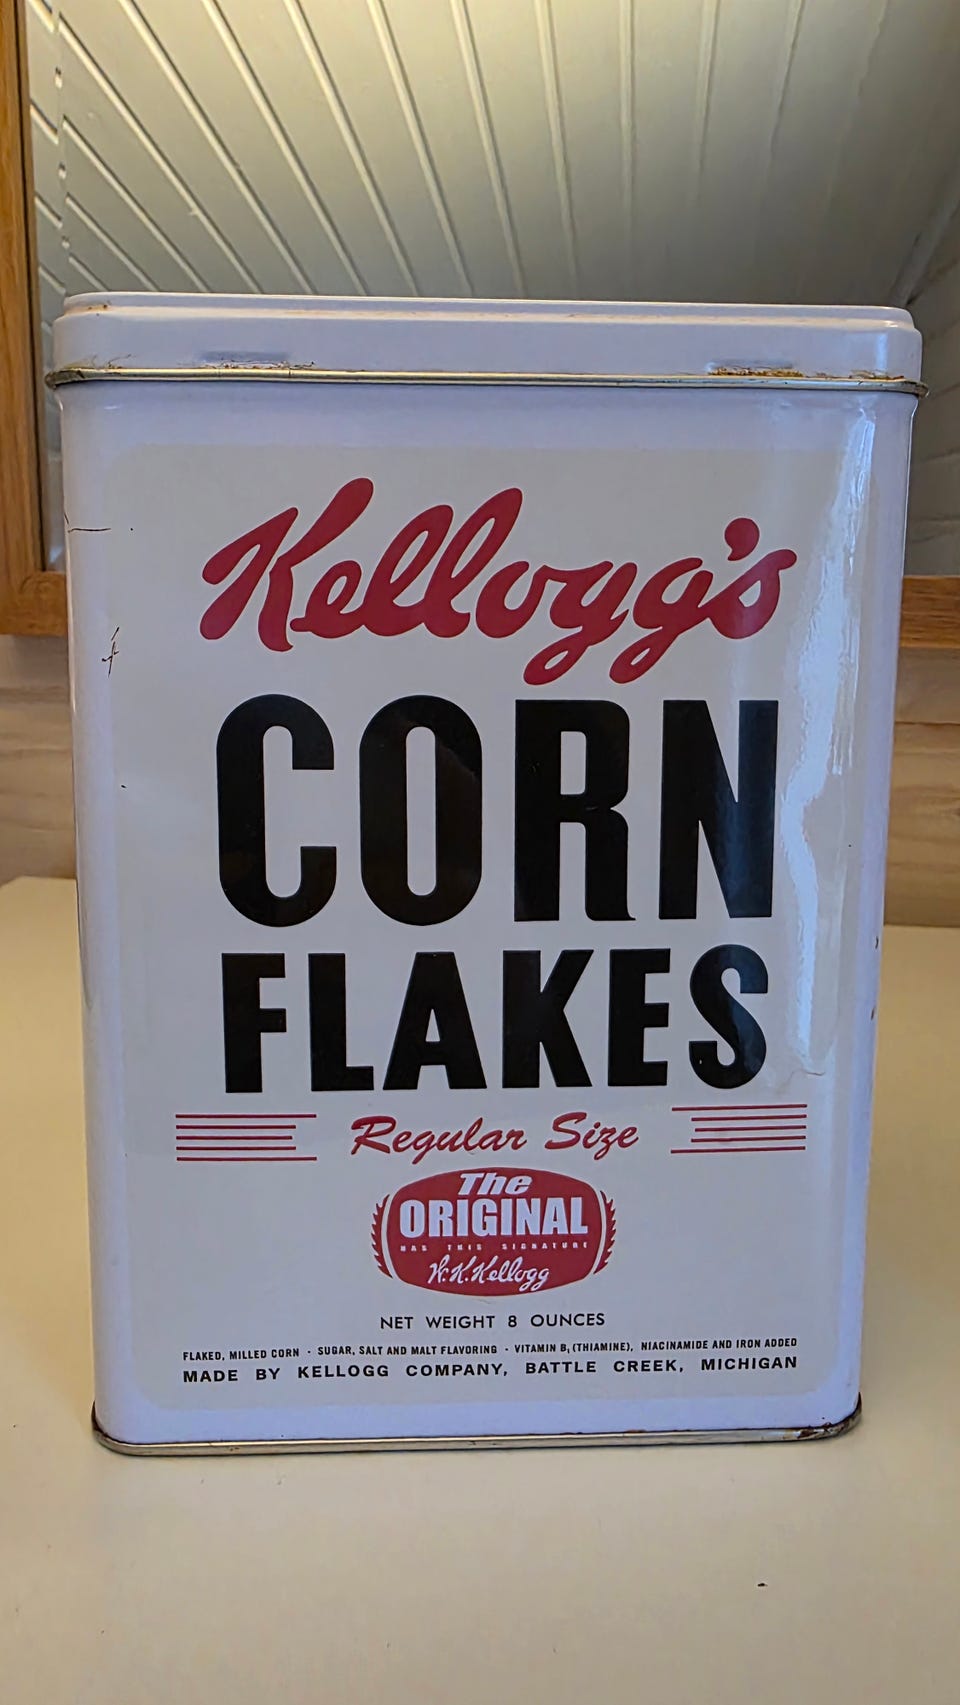 Kellogg's
CORN
FLAKES
Regular Size
The
ORIGINAL
HAS THIS SIGNATURE
W.K.Kellogg
NET WEIGHT 8 OUNCES
FLAKED, MILLED CORN · SUGAR, SALT AND MALT FLAVORING · VITAMIN B₁ (THIAMINE), NIACINAMIDE AND IRON ADDED
MADE BY KELLOGG COMPANY, BATTLE CREEK, MICHIGAN